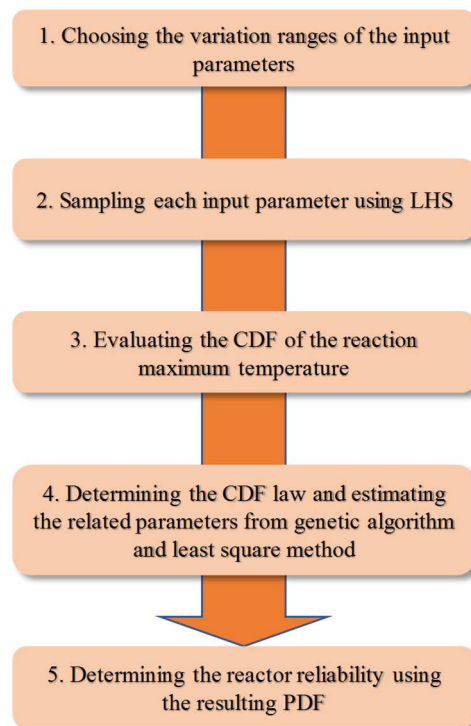 1. Choosing the variation ranges of the input
parameters
2. Sampling each input parameter using LHS
3. Evaluating the CDF of the reaction
maximum temperature
4. Determining the CDF law and estimating
the related parameters from genetic algorithm
and least square method
5. Determining the reactor reliability using
the resulting PDF